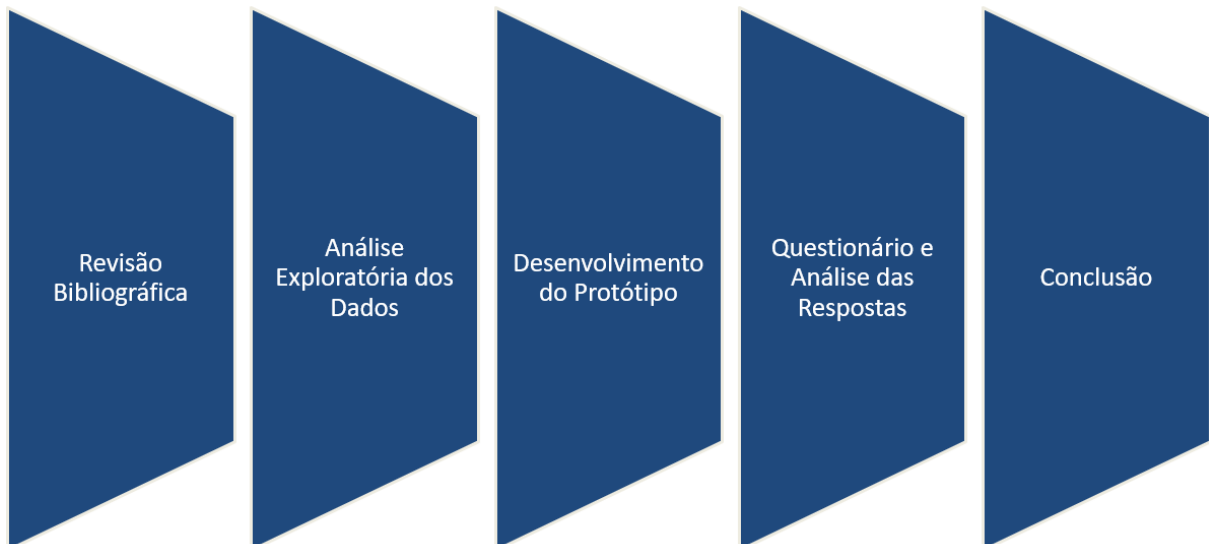 Revisão
Bibliográfica
Análise
Exploratória dos
Dados
Desenvolvimento
do Protótipo
Questionário e
Análise das
Respostas
Conclusão